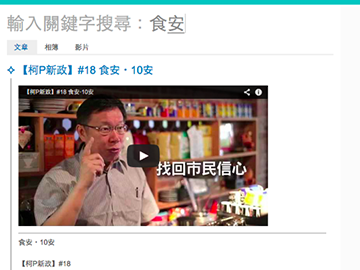 輸入關鍵字搜尋：食安
文章 相簿 影片
【柯P新政】#18 食安・10安
【柯P新政】#18 食安‧10安
找回市民信心
食安・10安
【柯P新政】#18